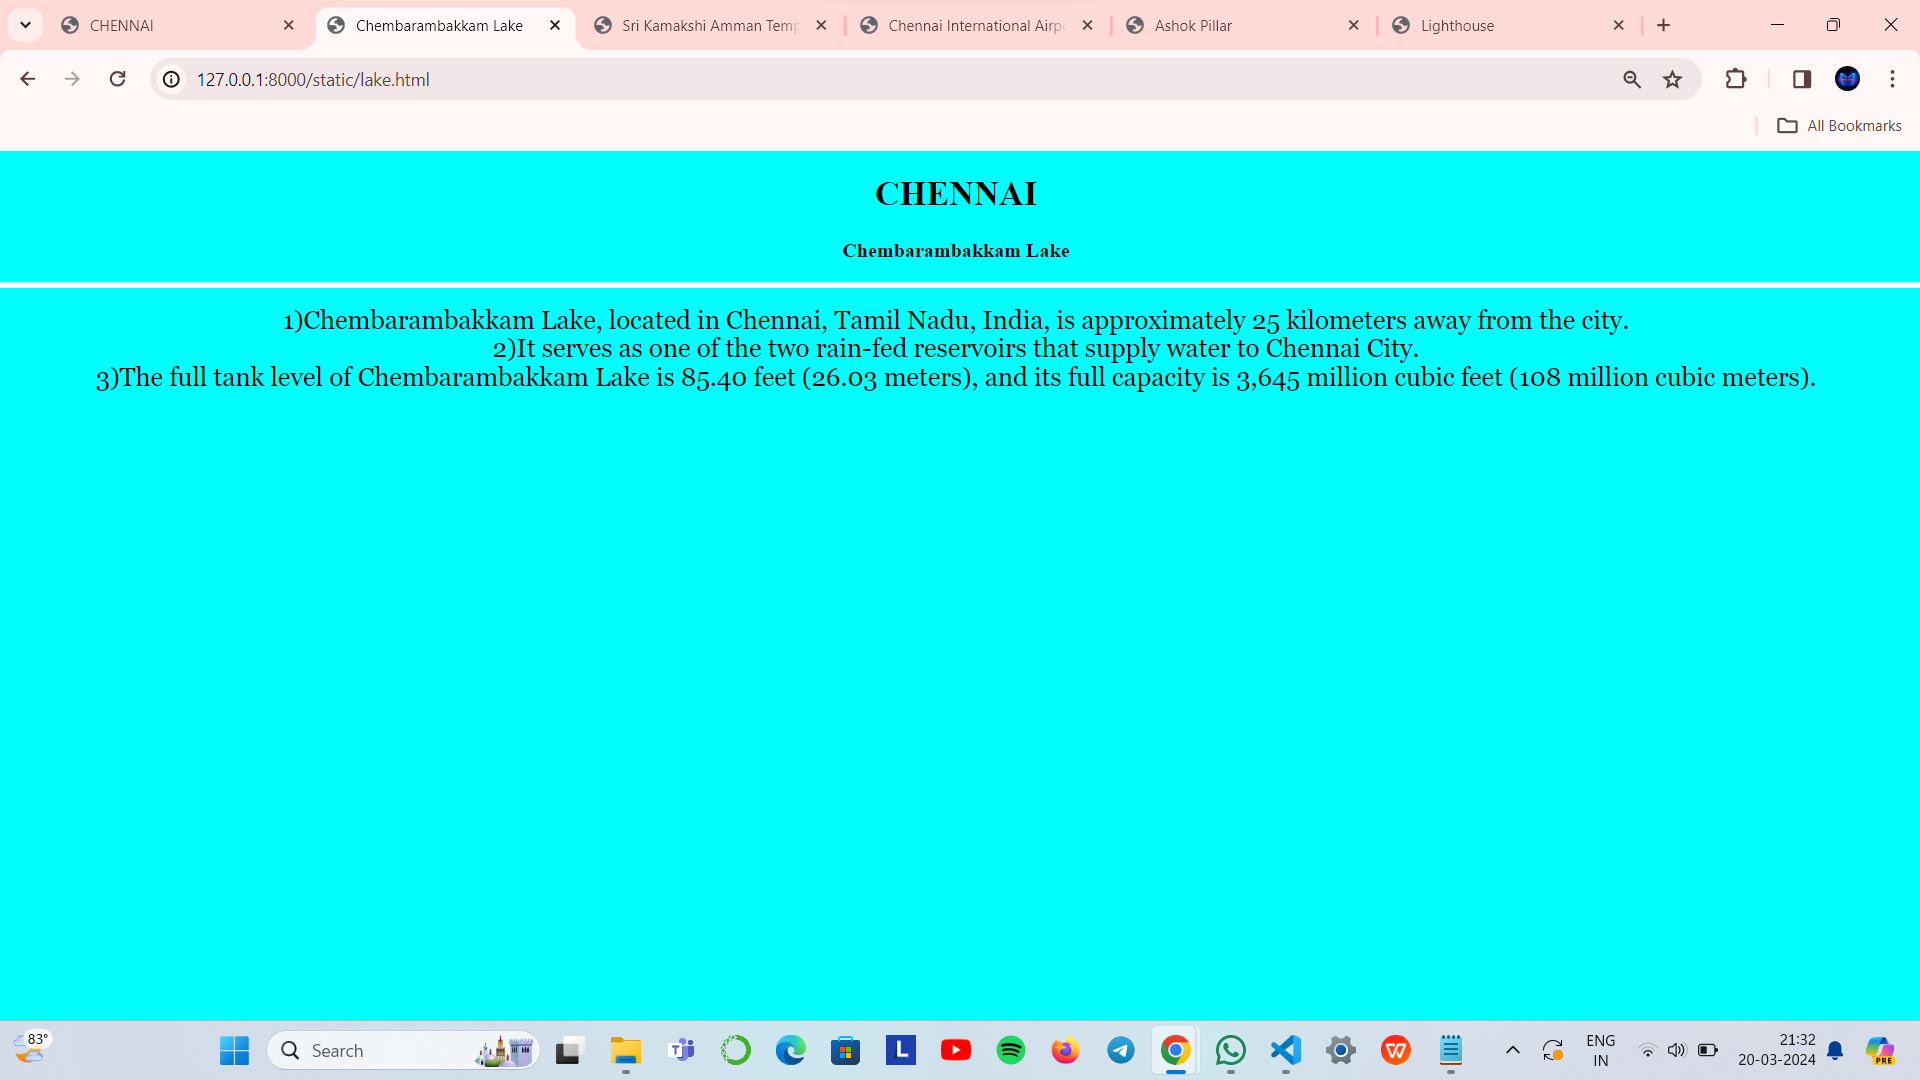 CHENNAI
Chembarambakkam Lake
Sri Kamakshi Amman Temp
Chennai International Airpo
Ashok Pillar
Lighthouse
127.0.0.1:8000/static/lake.html
All Bookmarks
CHENNAI
Chembarambakkam Lake
1)Chembarambakkam Lake, located in Chennai, Tamil Nadu, India, is approximately 25 kilometers away from the city.
2)It serves as one of the two rain-fed reservoirs that supply water to Chennai City.
3)The full tank level of Chembarambakkam Lake is 85.40 feet (26.03 meters), and its full capacity is 3,645 million cubic feet (108 million cubic meters).
83°
Search
L
W
ENG
IN
21:32
20-03-2024
PRE